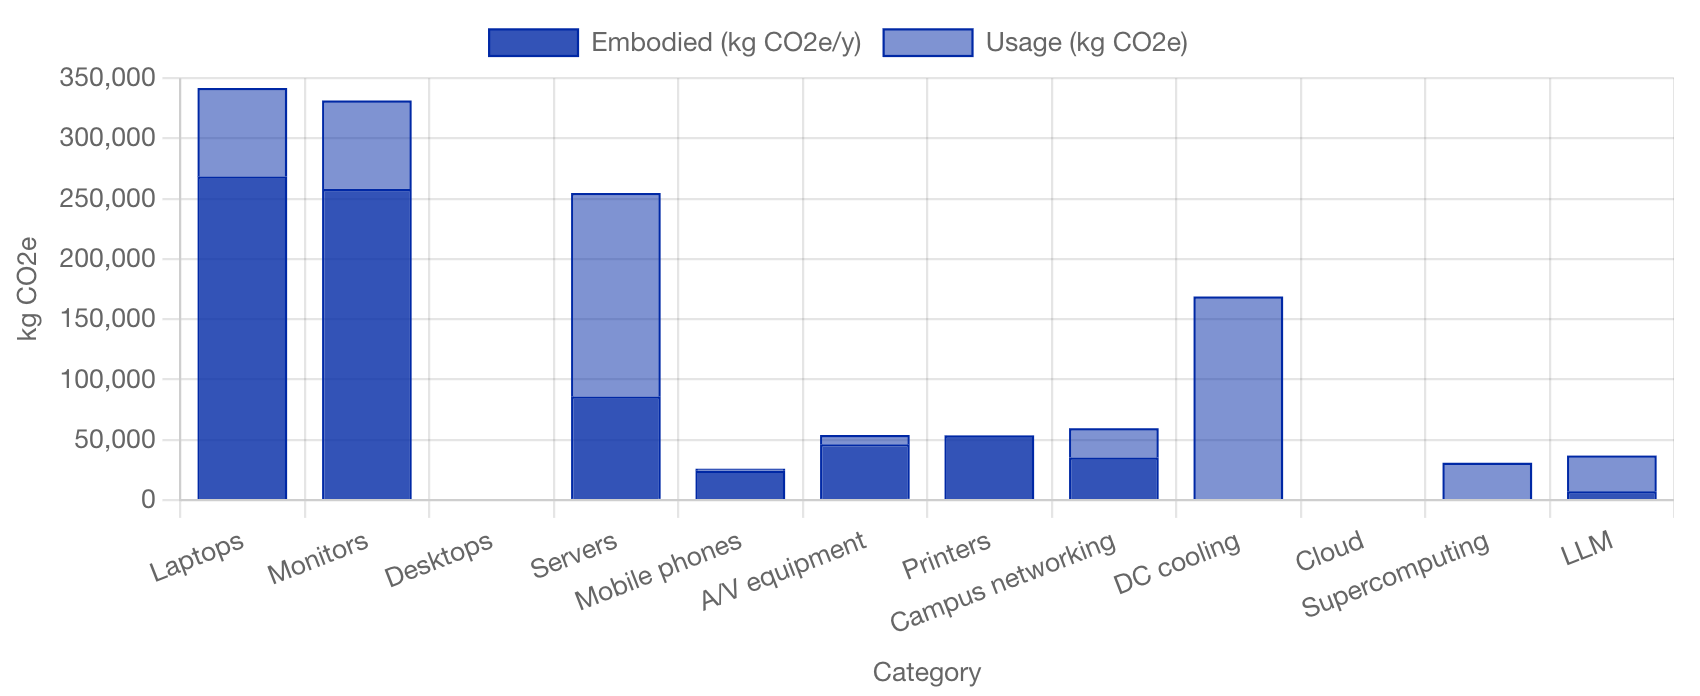 Embodied (kg CO2e/y) Usage (kg CO2e)
350,000
300,000
250,000
200,000
150,000
100,000
50,000
0
kg CO2e
Laptops
Monitors
Desktops
Servers
Mobile phones
A/V equipment
Printers
Campus networking
DC cooling
Cloud
Supercomputing
LLM
Category